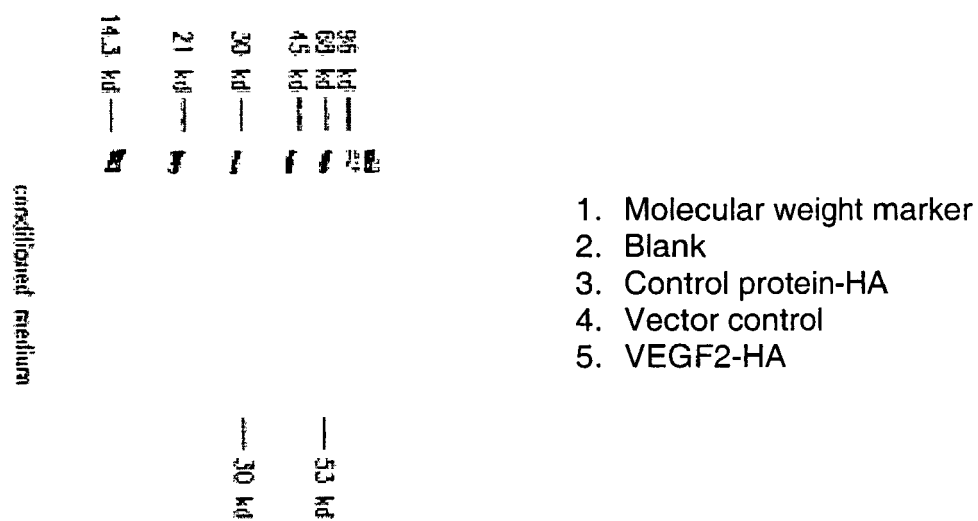 14.3 kd
21 kd
30 kd
45 kd
69 kd
96 kd
conditioned medium
1. Molecular weight marker
2. Blank
3. Control protein-HA
4. Vector control
5. VEGF2-HA
30 kd
53 kd